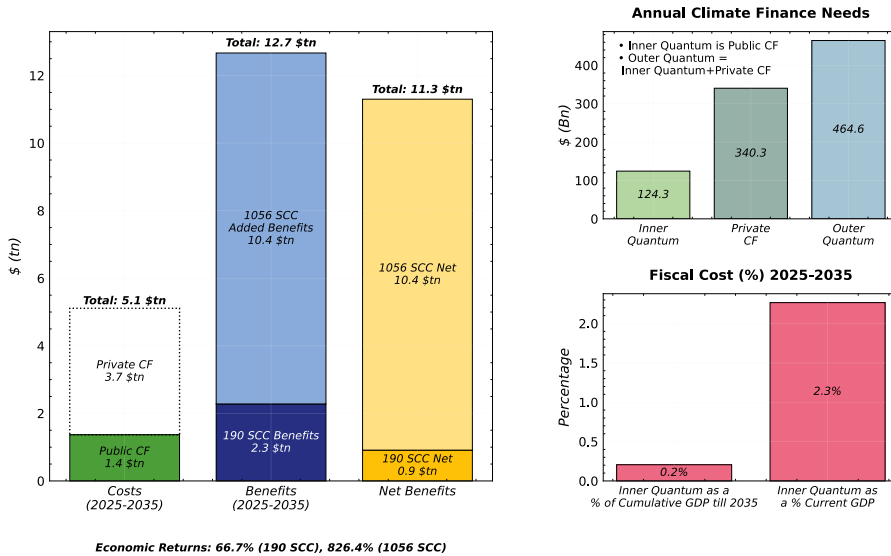 Total: 12.7 $tn
Total: 11.3 $tn
Total: 5.1 $tn
$ (tn)
12
10
8
6
4
2
0
1056 SCC
Added Benefits
10.4 $tn
1056 SCC Net
10.4 $tn
Private CF
3.7 $tn
Public CF
1.4 $tn
190 SCC Benefits
2.3 $tn
190 SCC Net
0.9 $tn
Costs
(2025-2035)
Benefits
(2025-2035)
Net Benefits
Economic Returns: 66.7% (190 SCC), 826.4% (1056 SCC)
Annual Climate Finance Needs
• Inner Quantum is Public CF
• Outer Quantum =
Inner Quantum+Private CF
$ (Bn)
400
300
200
100
0
124.3
340.3
464.6
Inner
Quantum
Private
CF
Outer
Quantum
Fiscal Cost (%) 2025-2035
Percentage
2.0
1.5
1.0
0.5
0.0
0.2%
2.3%
Inner Quantum as a
% of Cumulative GDP till 2035
Inner Quantum as
a % Current GDP